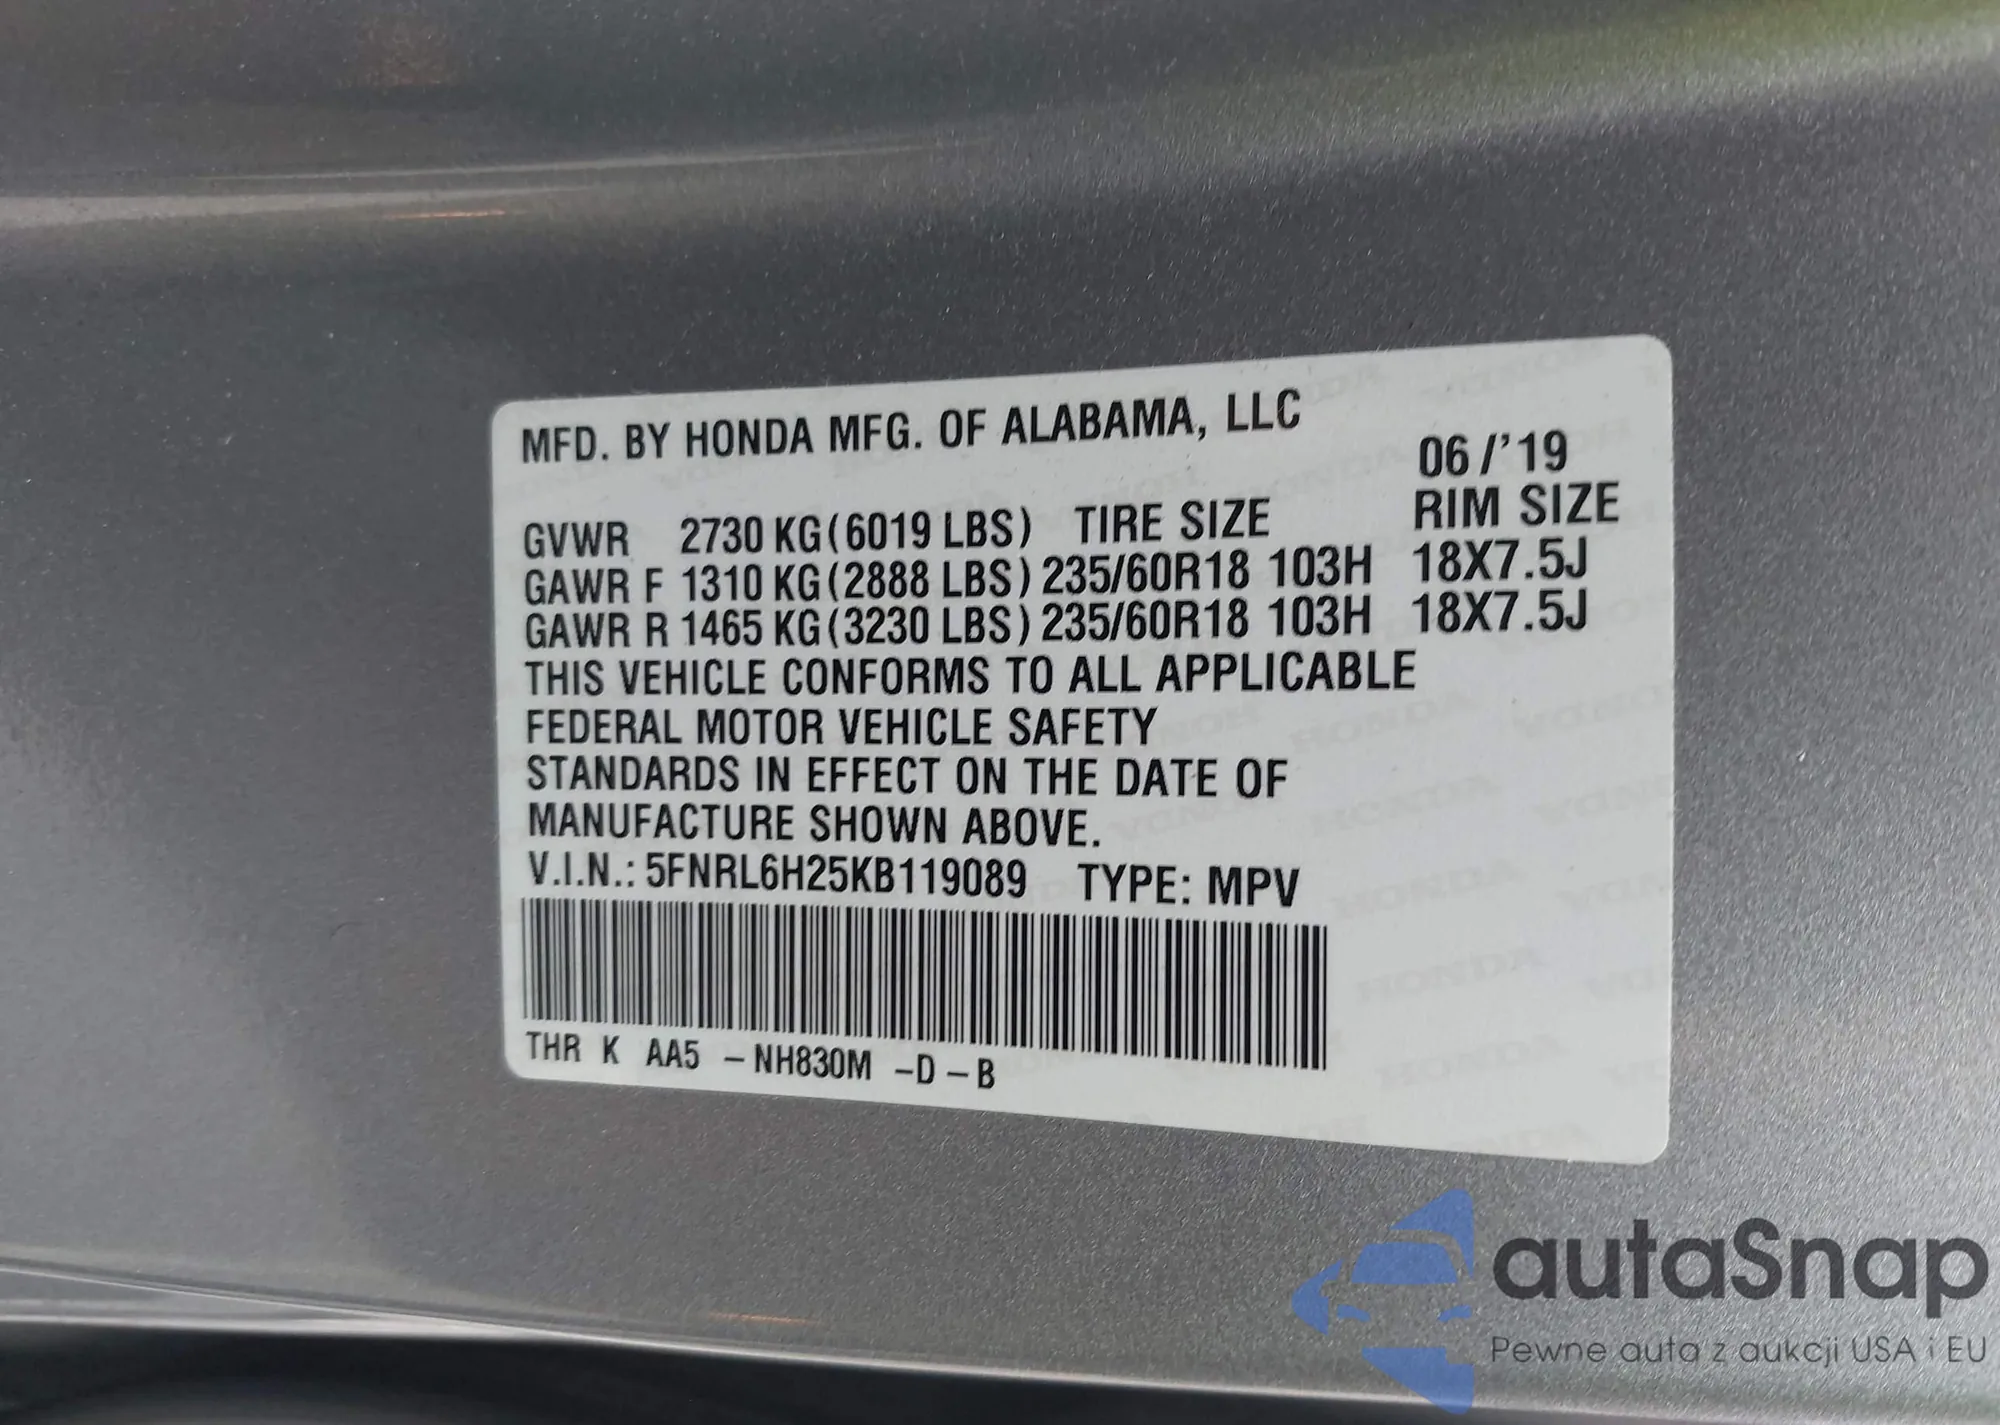 MFD. BY HONDA MFG. OF ALABAMA, LLC
06/'19
GVWR 2730 KG(6019 LBS) TIRE SIZE RIM SIZE
GAWR F 1310 KG(2888 LBS) 235/60R18 103H 18X7.5J
GAWR R 1465 KG(3230 LBS) 235/60R18 103H 18X7.5J
THIS VEHICLE CONFORMS TO ALL APPLICABLE
FEDERAL MOTOR VEHICLE SAFETY
STANDARDS IN EFFECT ON THE DATE OF
MANUFACTURE SHOWN ABOVE.
V.I.N.: 5FNRL6H25KB119089 TYPE: MPV
THR K AA5 -NH830M -D-B
autaSnap
Pewne auta z aukcji USA i EU